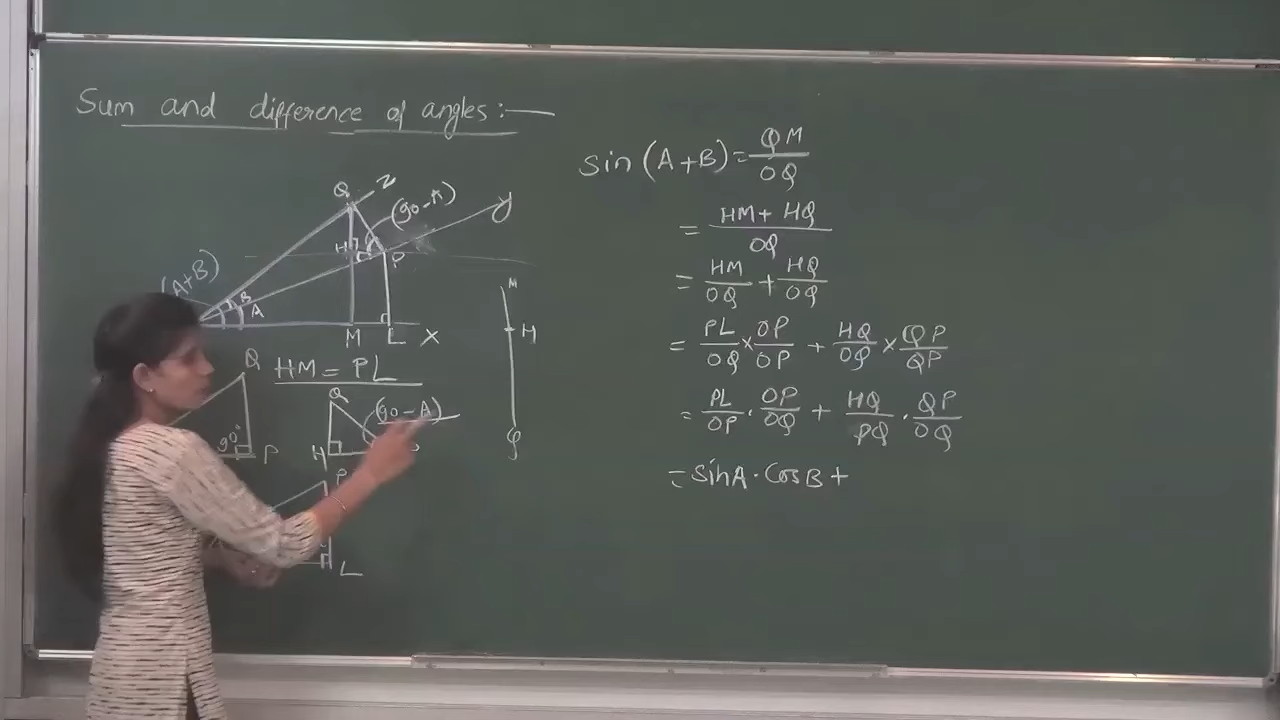 Sum and difference of angles:—
Q Z
(90-A)
y
H
P
(A+B)
B
A
M L X
HM = PL
Q
90°
P
Q
(90-A)
H
P
L
M
H
Q
sin (A+B) = QM/OQ
= HM + HQ/OQ
= HM/OQ + HQ/OQ
= PL/OQ × OP/OP + HQ/OQ × QP/QP
= PL/OP · OP/OQ + HQ/PQ · QP/OQ
= sinA · CosB +